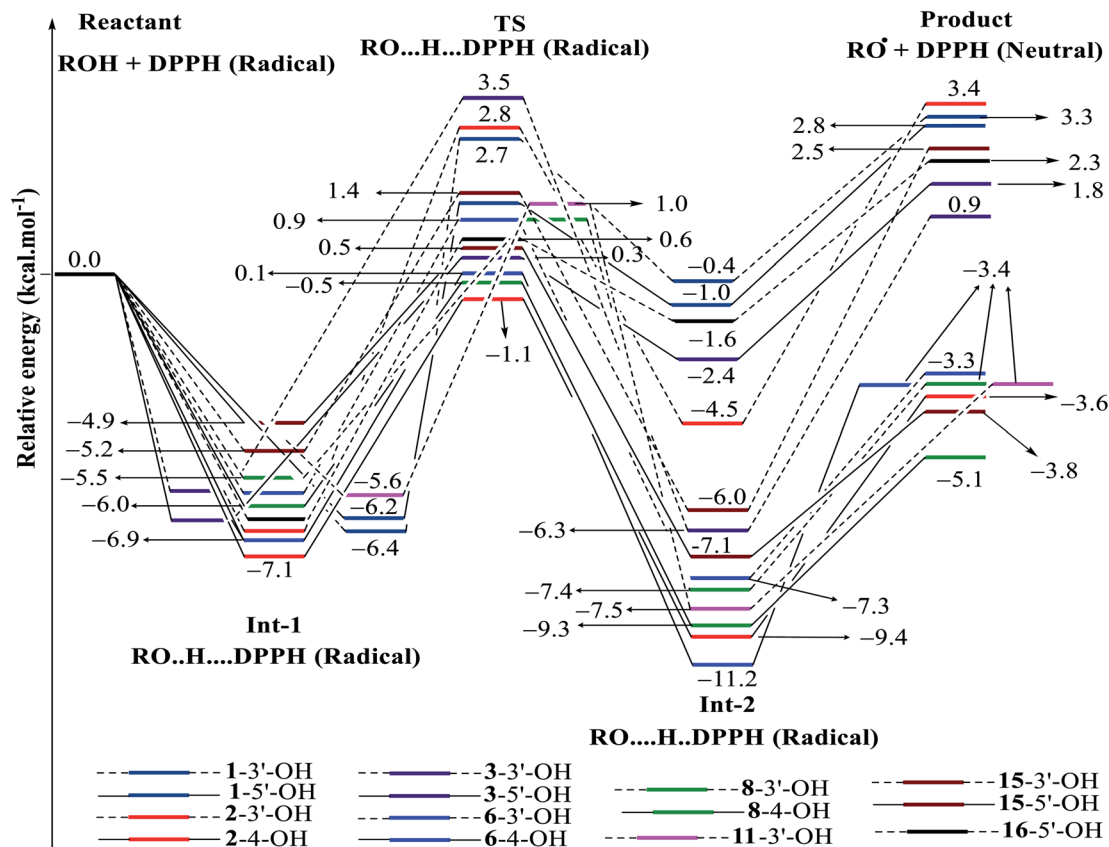 Reactant
TS
Product
ROH + DPPH (Radical)
RO...H...DPPH (Radical)
RO• + DPPH (Neutral)
Relative energy (kcal.mol⁻¹)
0.0
−4.9
−5.2
−5.5
−6.0
−6.9
−7.1
−5.6
−6.2
−6.4
Int-1
RO..H....DPPH (Radical)
3.5
2.8
2.7
1.4
0.9
0.5
0.1
−0.5
1.0
0.6
0.3
−1.1
−0.4
−1.0
−1.6
−2.4
−4.5
−6.0
−6.3
-7.1
−7.4
−7.3
−7.5
−9.3
−9.4
−11.2
Int-2
RO....H..DPPH (Radical)
3.4
3.3
2.8
2.5
2.3
1.8
0.9
−3.4
−3.3
−3.6
−3.8
−5.1
1-3'-OH
1-5'-OH
2-3'-OH
2-4-OH
3-3'-OH
3-5'-OH
6-3'-OH
6-4-OH
8-3'-OH
8-4-OH
11-3'-OH
15-3'-OH
15-5'-OH
16-5'-OH